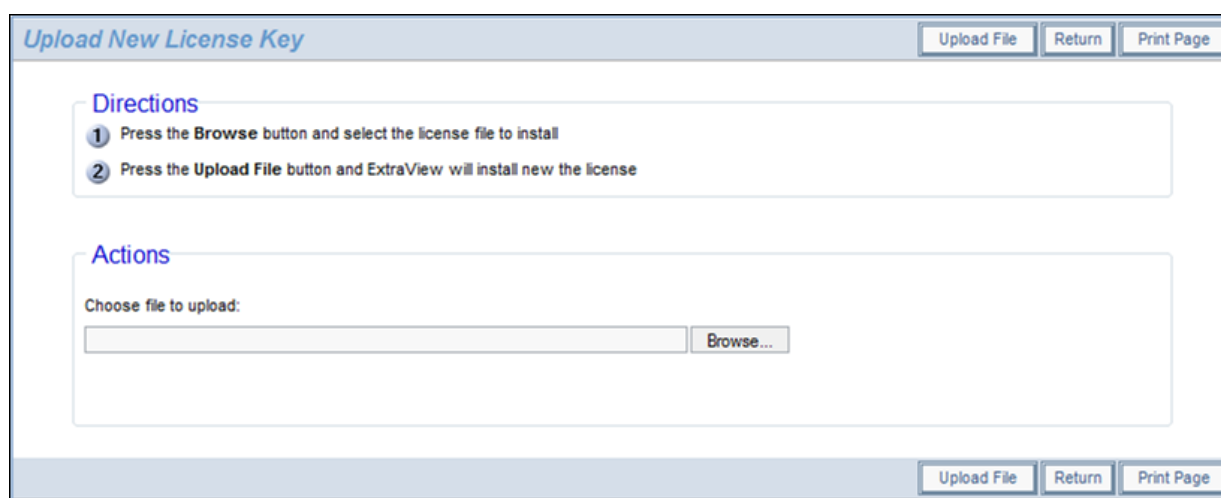 Upload New License Key
Upload File Return Print Page
Directions
1 Press the Browse button and select the license file to install
2 Press the Upload File button and ExtraView will install new the license
Actions
Choose file to upload:
Browse...
Upload File Return Print Page